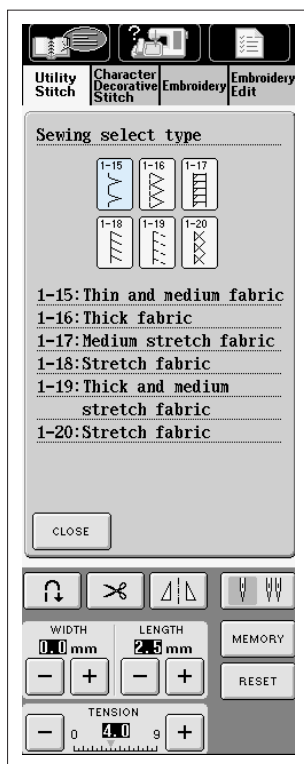 Utility Stitch
Character Decorative Stitch
Embroidery
Embroidery Edit
Sewing select type
1-15
1-16
1-17
1-18
1-19
1-20
1-15: Thin and medium fabric
1-16: Thick fabric
1-17: Medium stretch fabric
1-18: Stretch fabric
1-19: Thick and medium
stretch fabric
1-20: Stretch fabric
CLOSE
WIDTH
0.0 mm
− +
LENGTH
2.5 mm
− +
MEMORY
RESET
TENSION
− 0 4.0 9 +